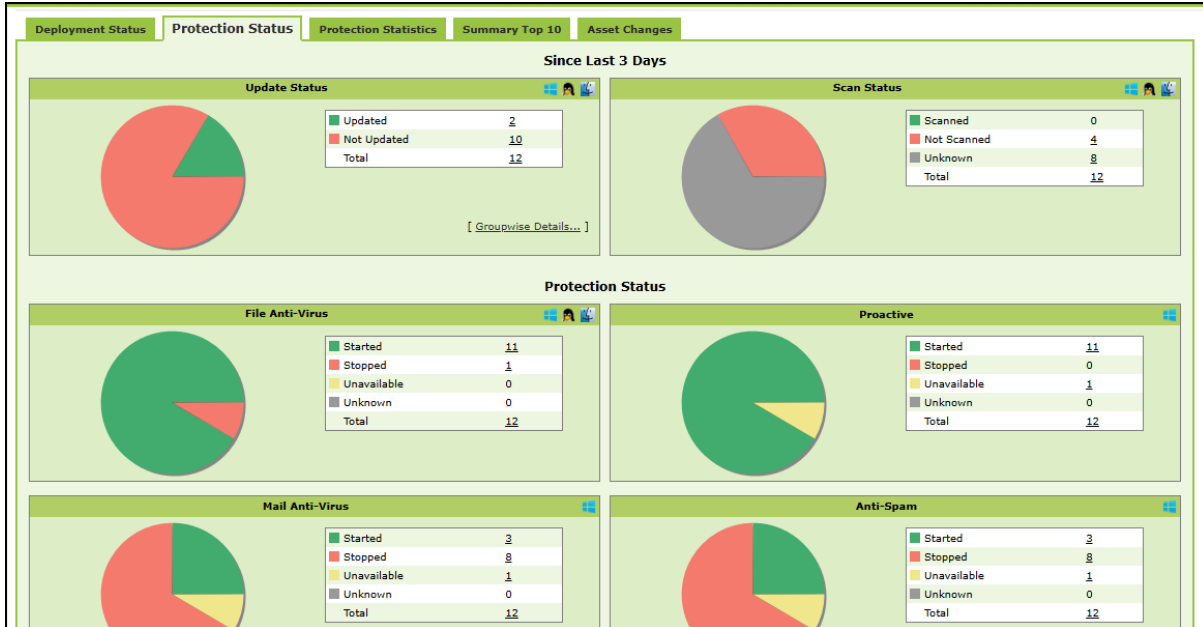 Deployment Status Protection Status Protection Statistics Summary Top 10 Asset Changes
Since Last 3 Days
Update Status
Updated 2
Not Updated 10
Total 12
[ Groupwise Details... ]
Scan Status
Scanned 0
Not Scanned 4
Unknown 8
Total 12
Protection Status
File Anti-Virus
Started 11
Stopped 1
Unavailable 0
Unknown 0
Total 12
Proactive
Started 11
Stopped 0
Unavailable 1
Unknown 0
Total 12
Mail Anti-Virus
Started 3
Stopped 8
Unavailable 1
Unknown 0
Total 12
Anti-Spam
Started 3
Stopped 8
Unavailable 1
Unknown 0
Total 12